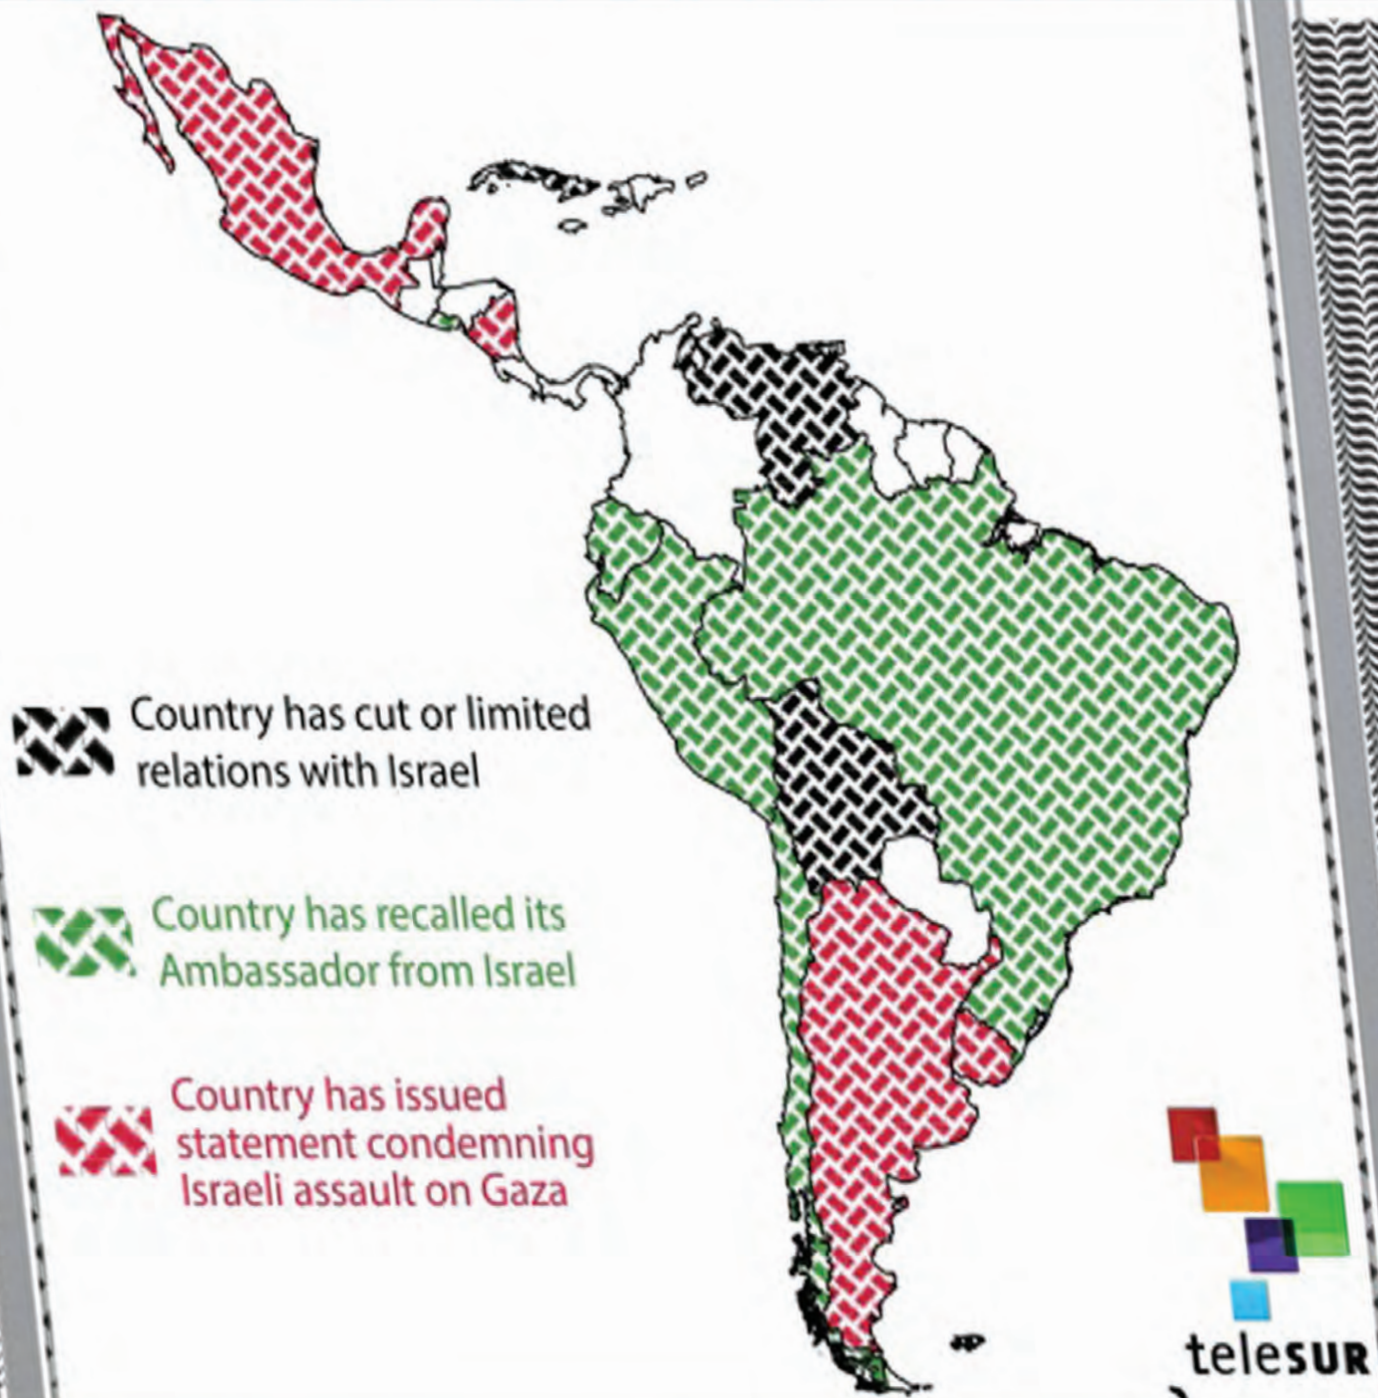 Country has cut or limited
relations with Israel
Country has recalled its
Ambassador from Israel
Country has issued
statement condemning
Israeli assault on Gaza
teleSUR